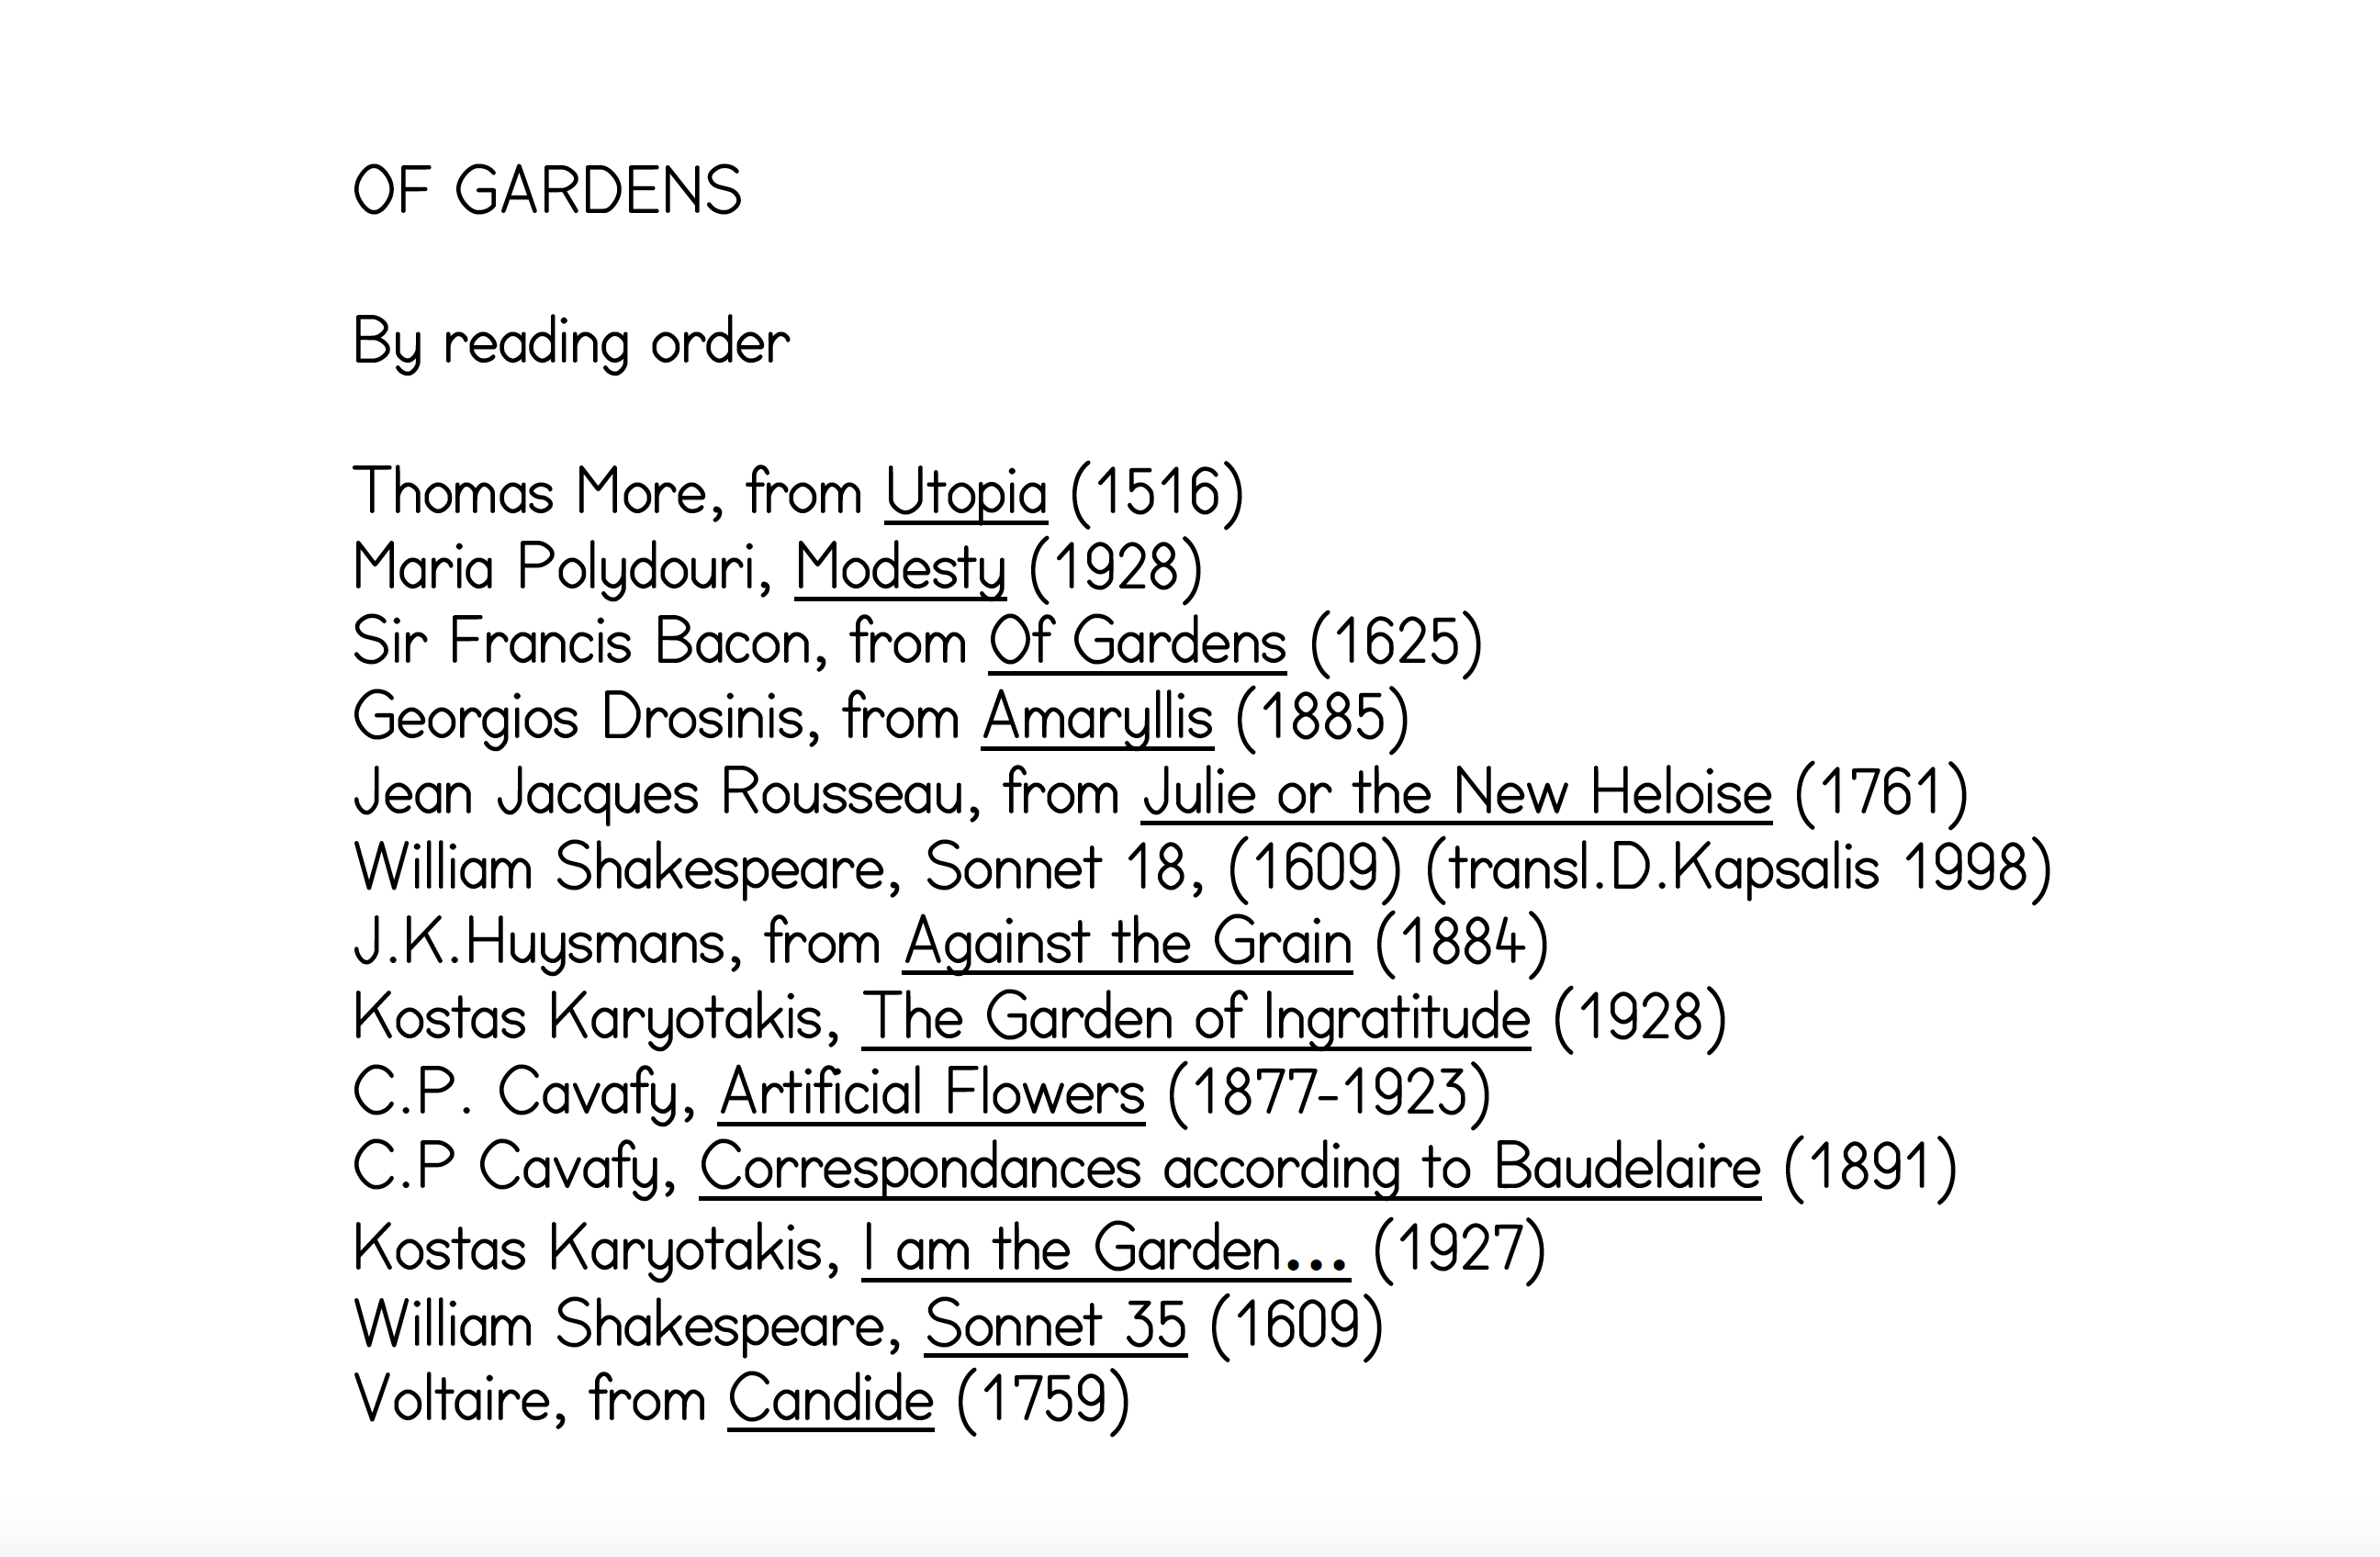 OF GARDENS
By reading order
Thomas More, from Utopia (1516)
Maria Polydouri, Modesty (1928)
Sir Francis Bacon, from Of Gardens (1625)
Georgios Drosinis, from Amaryllis (1885)
Jean Jacques Rousseau, from Julie or the New Heloise (1761)
William Shakespeare, Sonnet 18, (1609) (transl.D.Kapsalis 1998)
J.K.Huysmans, from Against the Grain (1884)
Kostas Karyotakis, The Garden of Ingratitude (1928)
C.P. Cavafy, Artificial Flowers (1877-1923)
C.P Cavafy, Correspondances according to Baudelaire (1891)
Kostas Karyotakis, I am the Garden... (1927)
William Shakespeare, Sonnet 35 (1609)
Voltaire, from Candide (1759)